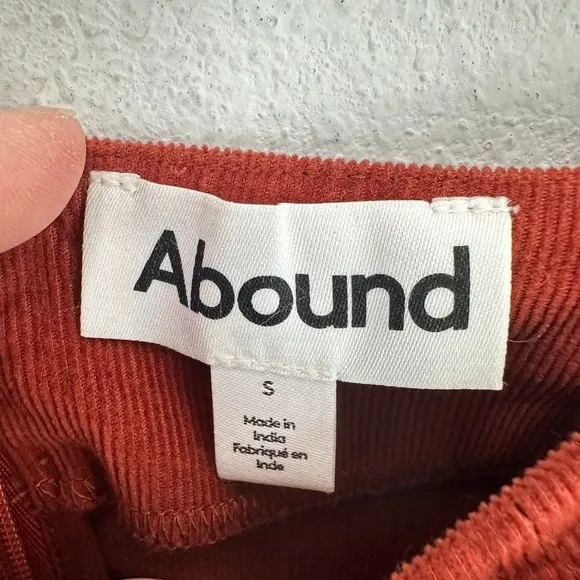 Abound
S
Made in
India
Fabriqué en
Inde